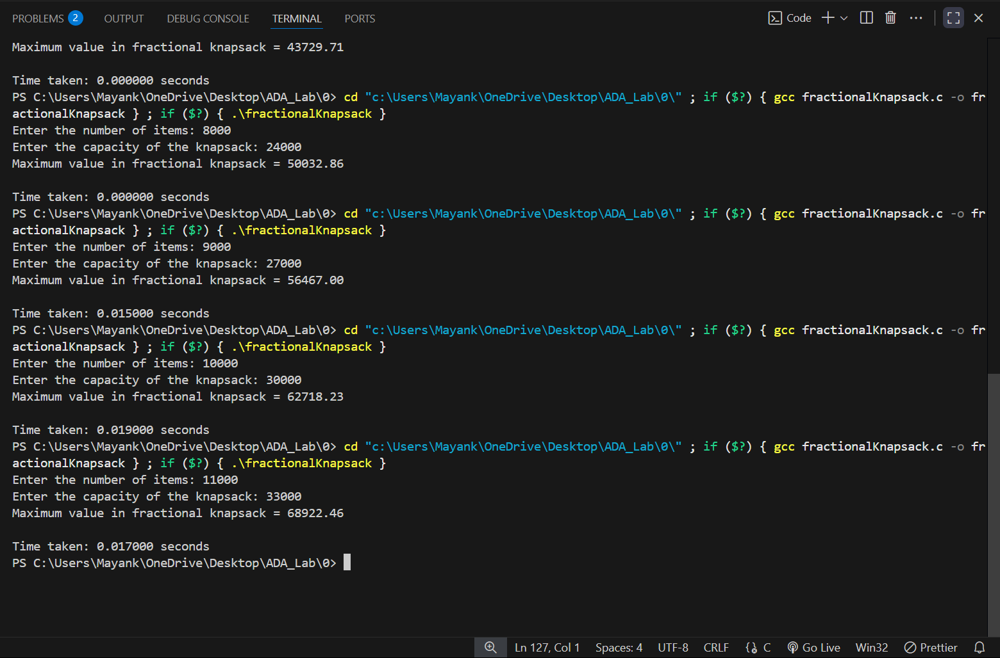 PROBLEMS 2 OUTPUT DEBUG CONSOLE TERMINAL PORTS Code
Maximum value in fractional knapsack = 43729.71
Time taken: 0.000000 seconds
PS C:\Users\Mayank\OneDrive\Desktop\ADA_Lab\0> cd "c:\Users\Mayank\OneDrive\Desktop\ADA_Lab\0\" ; if ($?) { gcc fractionalKnapsack.c -o fr
actionalKnapsack } ; if ($?) { .\fractionalKnapsack }
Enter the number of items: 8000
Enter the capacity of the knapsack: 24000
Maximum value in fractional knapsack = 50032.86
Time taken: 0.000000 seconds
PS C:\Users\Mayank\OneDrive\Desktop\ADA_Lab\0> cd "c:\Users\Mayank\OneDrive\Desktop\ADA_Lab\0\" ; if ($?) { gcc fractionalKnapsack.c -o fr
actionalKnapsack } ; if ($?) { .\fractionalKnapsack }
Enter the number of items: 9000
Enter the capacity of the knapsack: 27000
Maximum value in fractional knapsack = 56467.00
Time taken: 0.015000 seconds
PS C:\Users\Mayank\OneDrive\Desktop\ADA_Lab\0> cd "c:\Users\Mayank\OneDrive\Desktop\ADA_Lab\0\" ; if ($?) { gcc fractionalKnapsack.c -o fr
actionalKnapsack } ; if ($?) { .\fractionalKnapsack }
Enter the number of items: 10000
Enter the capacity of the knapsack: 30000
Maximum value in fractional knapsack = 62718.23
Time taken: 0.019000 seconds
PS C:\Users\Mayank\OneDrive\Desktop\ADA_Lab\0> cd "c:\Users\Mayank\OneDrive\Desktop\ADA_Lab\0\" ; if ($?) { gcc fractionalKnapsack.c -o fr
actionalKnapsack } ; if ($?) { .\fractionalKnapsack }
Enter the number of items: 11000
Enter the capacity of the knapsack: 33000
Maximum value in fractional knapsack = 68922.46
Time taken: 0.017000 seconds
PS C:\Users\Mayank\OneDrive\Desktop\ADA_Lab\0>
Ln 127, Col 1 Spaces: 4 UTF-8 CRLF C Go Live Win32 Prettier